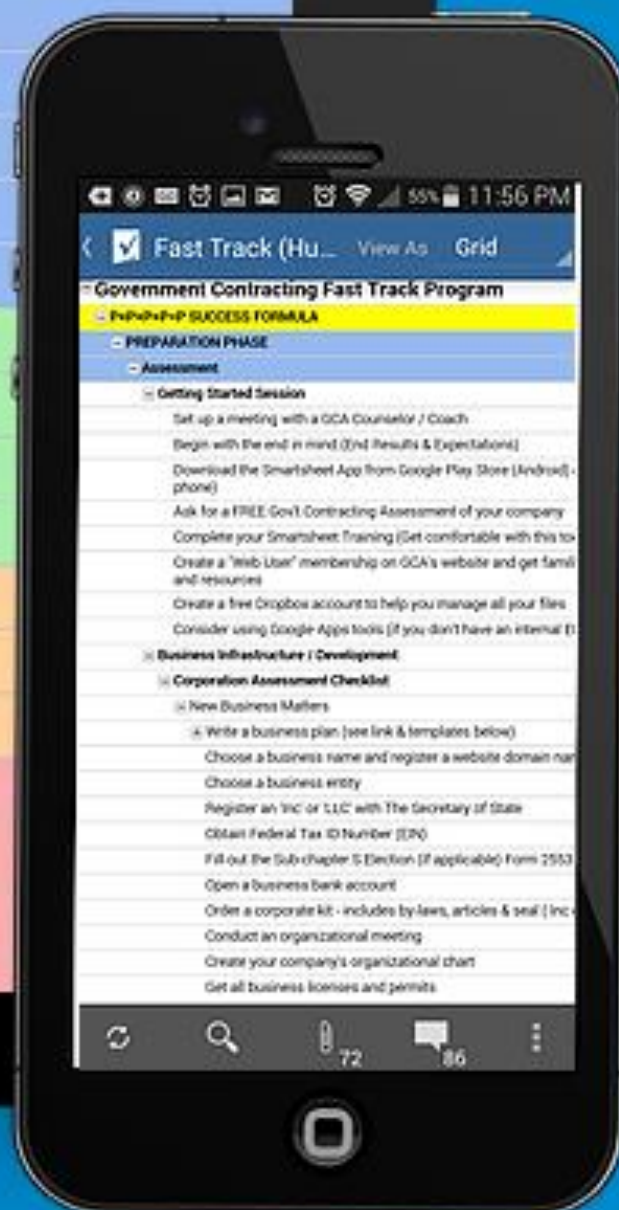 55% 11:56 PM
Fast Track (Hu... View As Grid
Government Contracting Fast Track Program
P+P+P+P+P SUCCESS FORMULA
PREPARATION PHASE
Assessment
Getting Started Session
Set up a meeting with a GCA Counselor / Coach
Begin with the end in mind (End Results & Expectations)
Download the Smartsheet App from Google Play Store (Android)
phone)
Ask for a FREE Gov't Contracting Assessment of your company
Complete your Smartsheet Training (Get comfortable with this
Create a "Web User" membership on GCA's website and get
and resources
Create a free Dropbox account to help you manage all your files
Consider using Google Apps tools (if you don't have an internal
Business Infrastructure / Development
Corporation Assessment Checklist
New Business Matters
Write a business plan (see link & templates below)
Choose a business name and register a website domain
Choose a business entity
Register an 'Inc' or 'LLC' with The Secretary of State
Obtain Federal Tax ID Number (EIN)
Fill out the Sub-chapter S Election (if applicable) Form 2553
Open a business bank account
Order a corporate kit - includes by-laws, articles & seal ( Inc
Conduct an organizational meeting
Create your company's organizational chart
Get all business licenses and permits
72
86